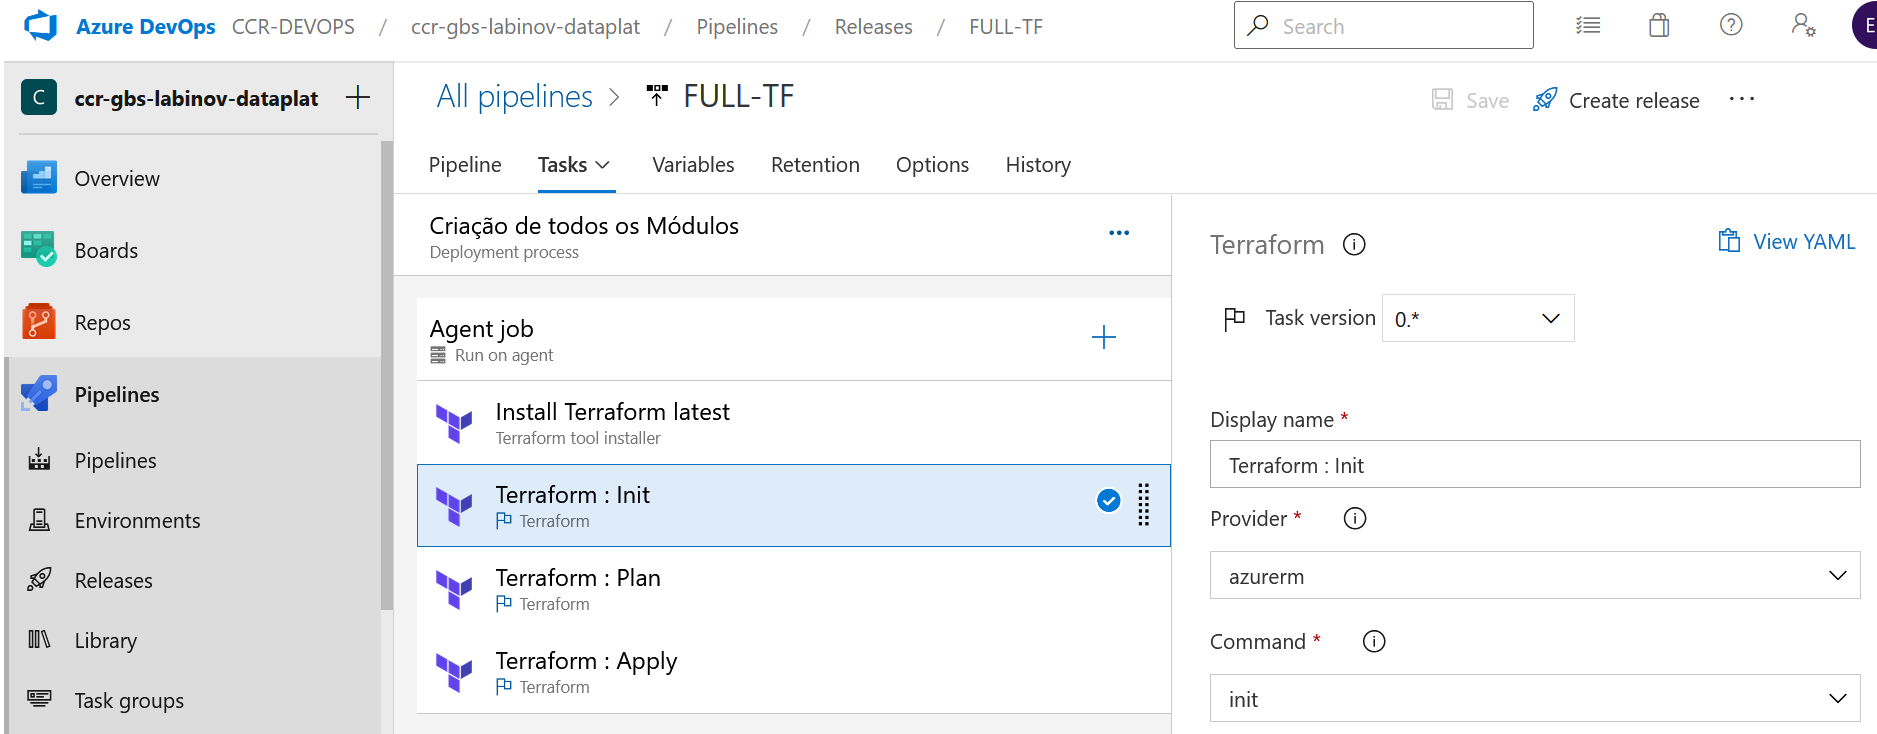 Azure DevOps CCR-DEVOPS / ccr-gbs-labinov-dataplat / Pipelines / Releases / FULL-TF
Search
E
C ccr-gbs-labinov-dataplat
Overview
Boards
Repos
Pipelines
Pipelines
Environments
Releases
Library
Task groups
All pipelines > FULL-TF
Save Create release ...
Pipeline Tasks Variables Retention Options History
Criação de todos os Módulos
Deployment process
...
Agent job
Run on agent
Install Terraform latest
Terraform tool installer
Terraform : Init
Terraform
Terraform : Plan
Terraform
Terraform : Apply
Terraform
Terraform
View YAML
Task version 0.*
Display name *
Terraform : Init
Provider *
azurerm
Command *
init